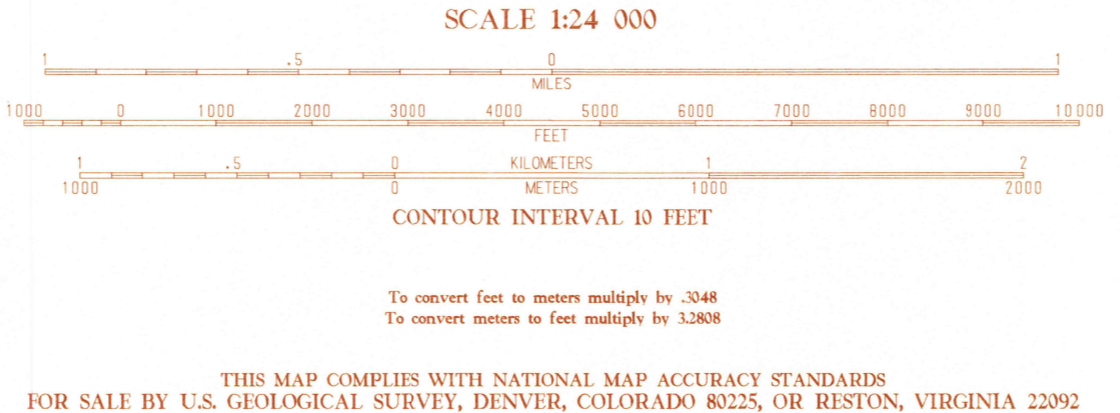 SCALE 1:24 000
1 .5 0 1
MILES
1000 0 1000 2000 3000 4000 5000 6000 7000 8000 9000 10 000
FEET
1 .5 0 KILOMETERS 1 2
1000 0 METERS 1000 2000
CONTOUR INTERVAL 10 FEET
To convert feet to meters multiply by .3048
To convert meters to feet multiply by 3.2808
THIS MAP COMPLIES WITH NATIONAL MAP ACCURACY STANDARDS
FOR SALE BY U.S. GEOLOGICAL SURVEY, DENVER, COLORADO 80225, OR RESTON, VIRGINIA 22092